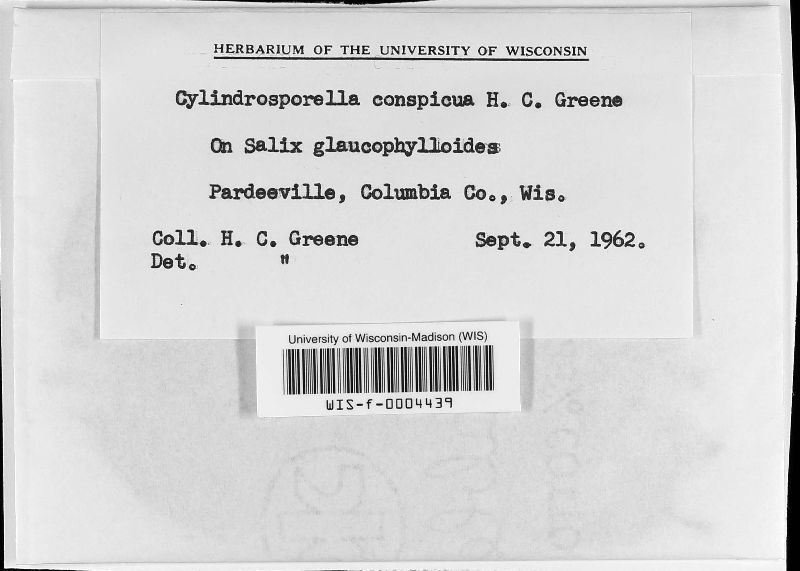 HERBARIUM OF THE UNIVERSITY OF WISCONSIN
Cylindrosporella conspicua H. C. Greene
On Salix glaucophylloides
Pardeeville, Columbia Co., Wis.
Coll. H. C. Greene Sept. 21, 1962.
Det. "
University of Wisconsin-Madison (WIS)
WIS-f-0004439